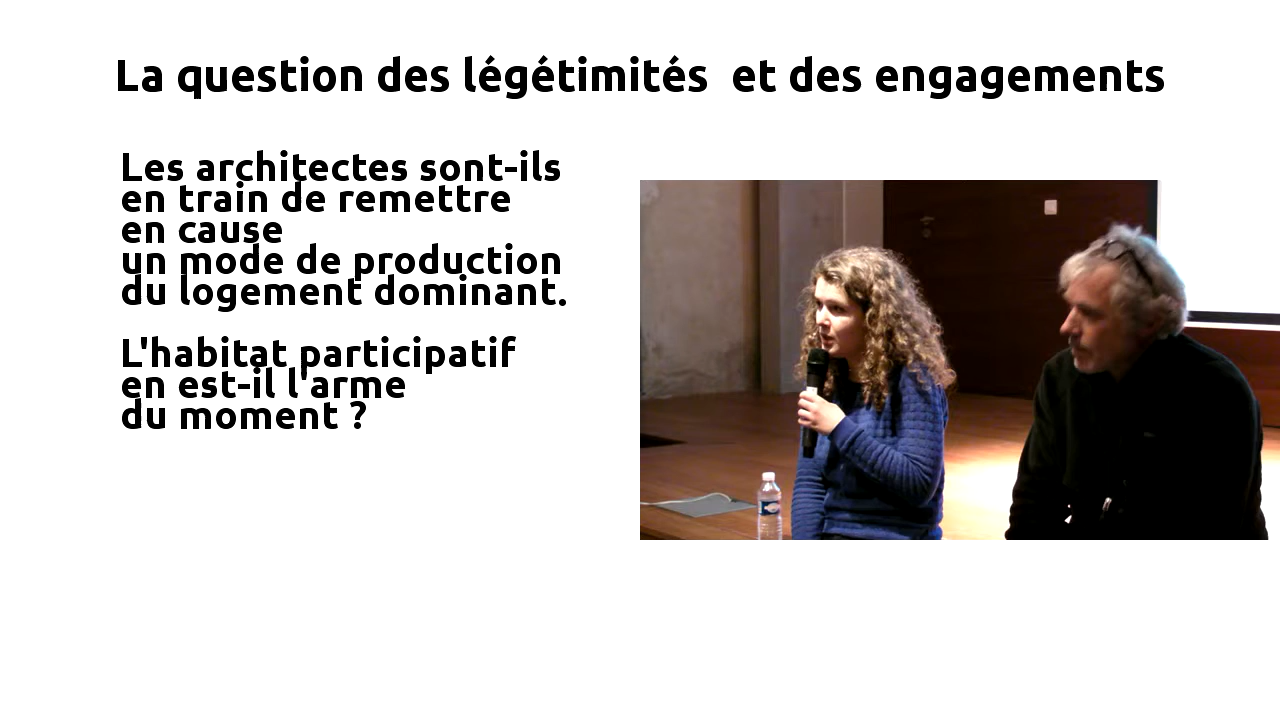 La question des légétimités  et des engagements
Les architectes sont-ils
en train de remettre
en cause
un mode de production
du logement dominant.
L'habitat participatif
en est-il l'arme
du moment ?